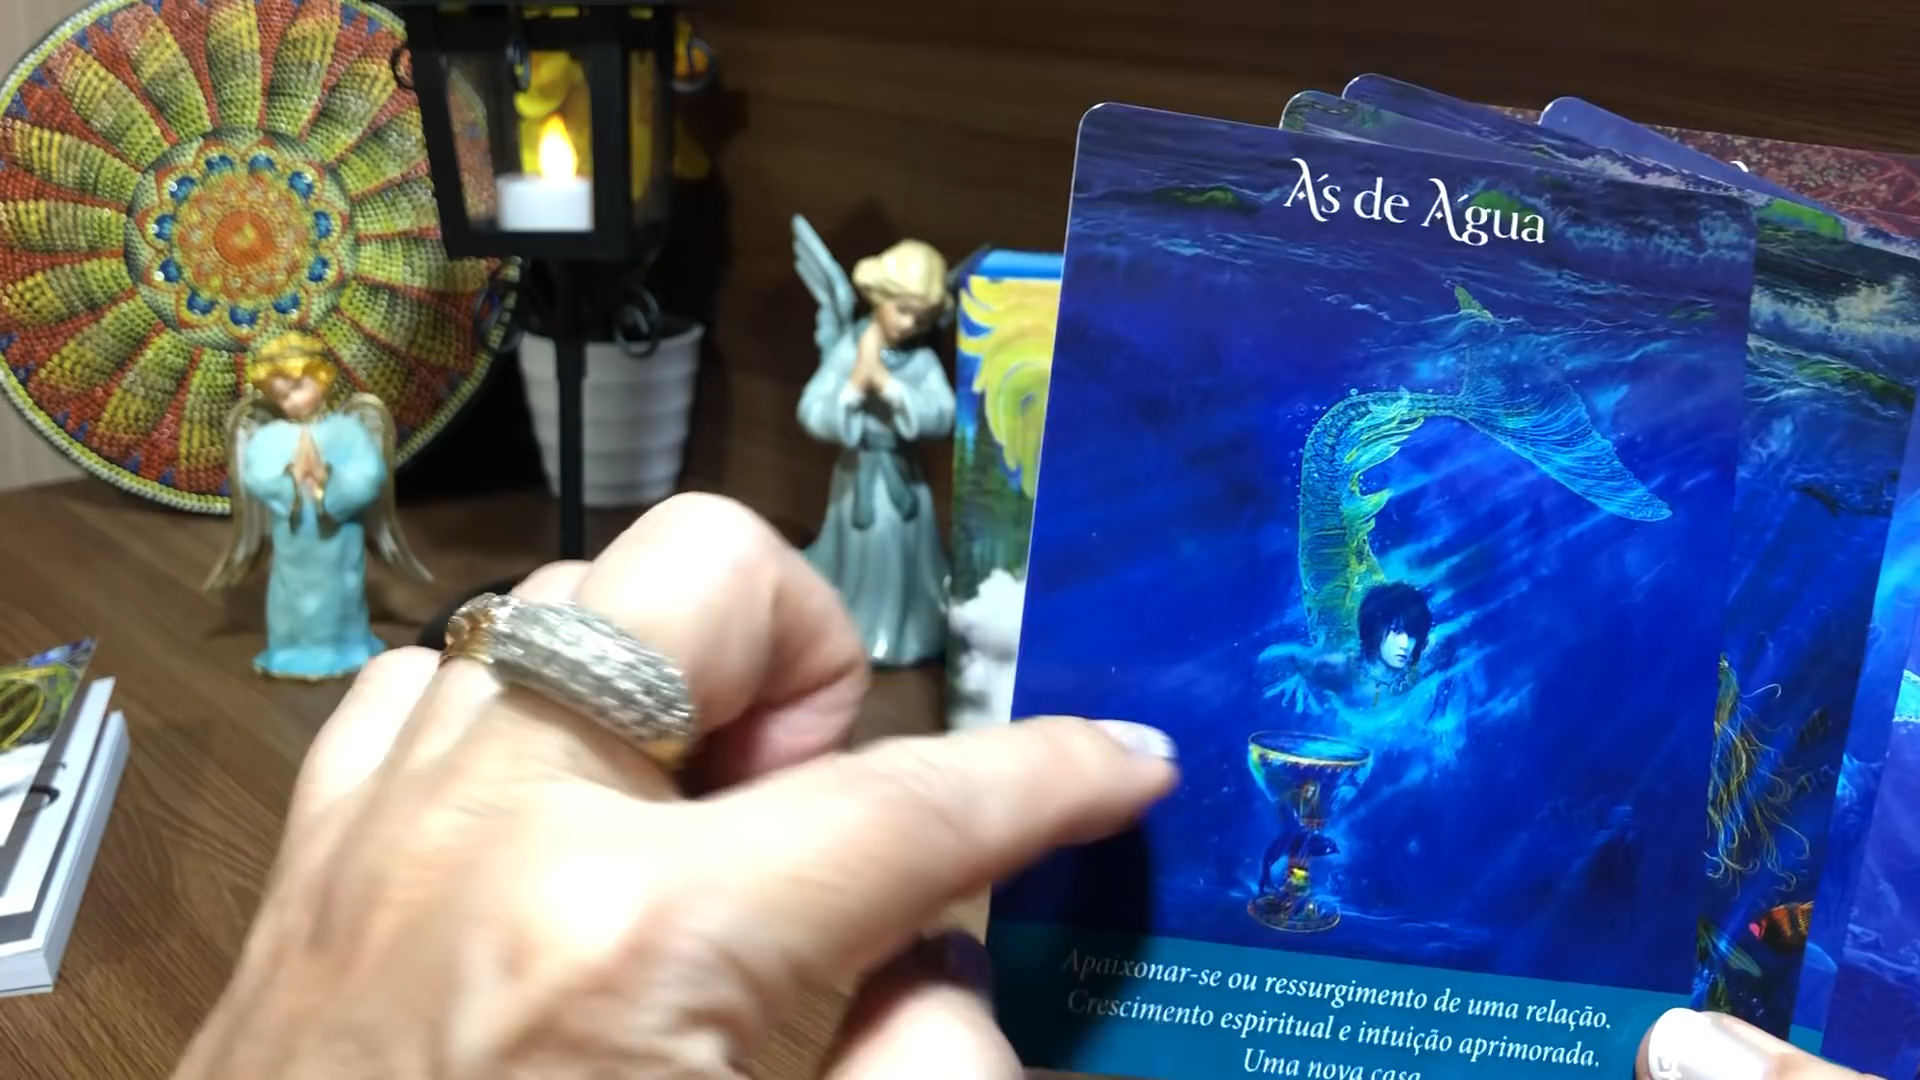 Ás de Água
Apaixonar-se ou ressurgimento de uma relação.
Crescimento espiritual e intuição aprimorada.
Uma nova casa.